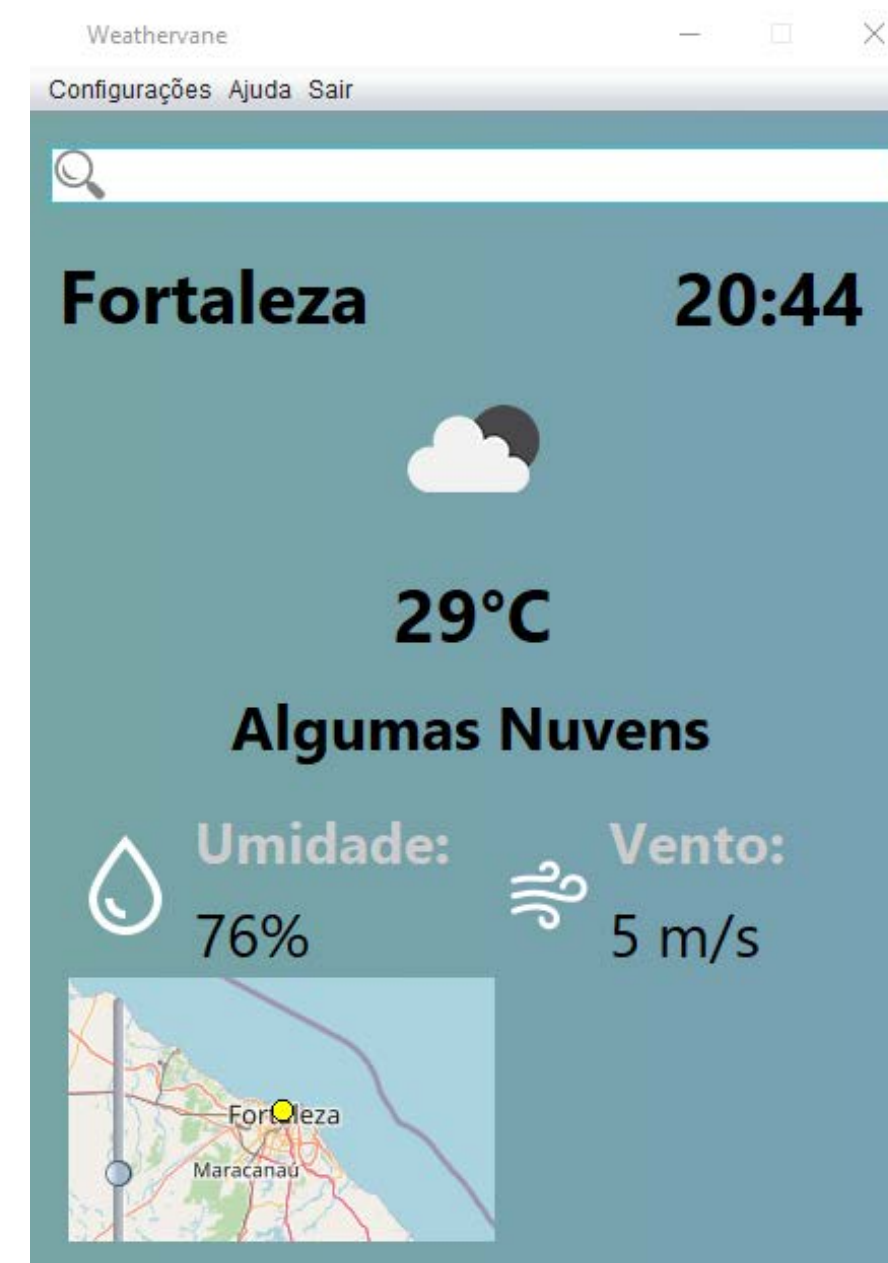 Weathervane
Configurações Ajuda Sair
Fortaleza 20:44
29°C
Algumas Nuvens
Umidade: Vento:
76% 5 m/s
Fortaleza
Maracanaú